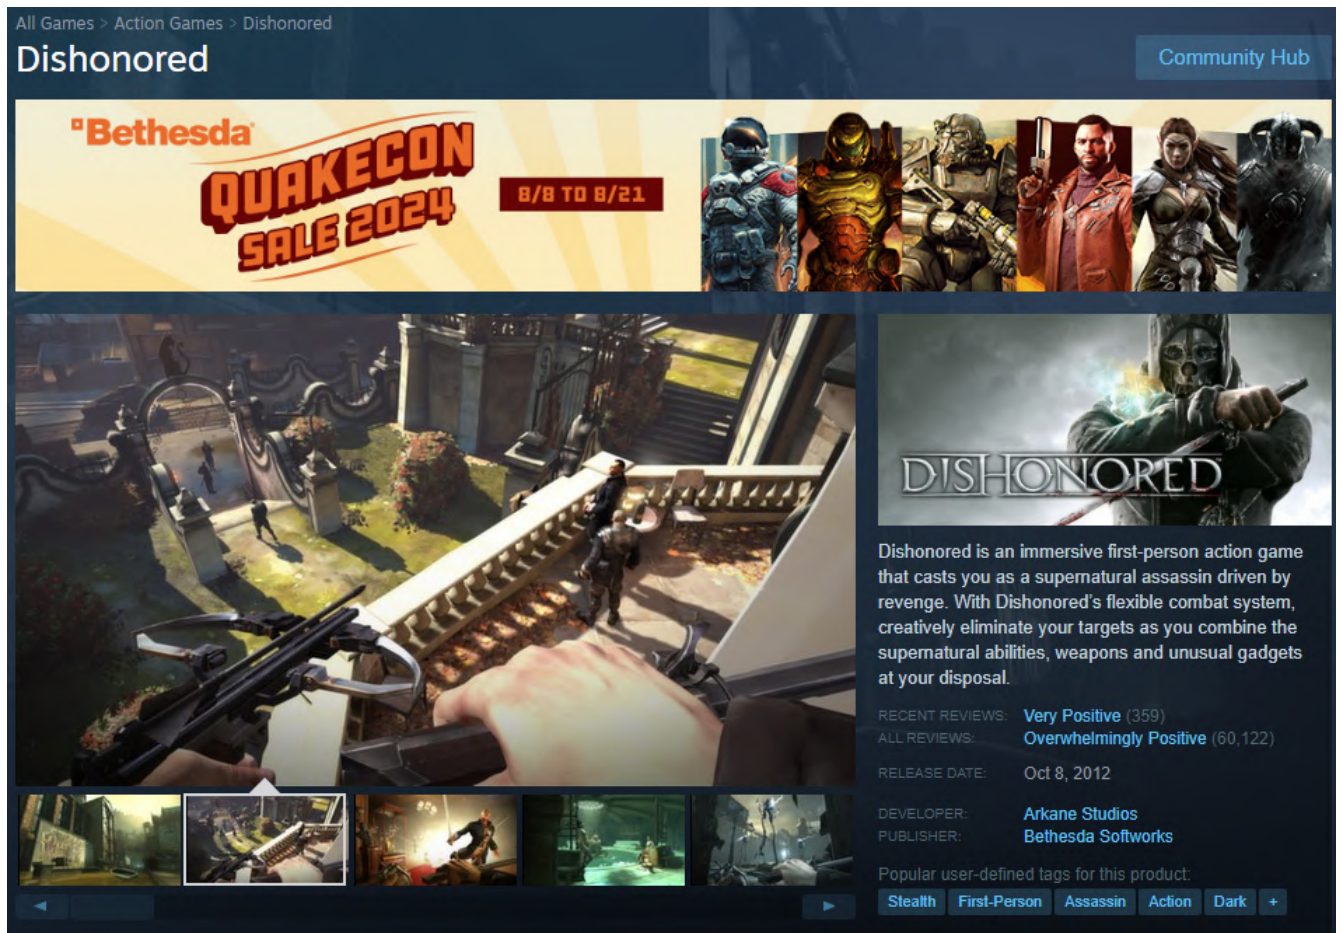 All Games > Action Games > Dishonored
Dishonored
Community Hub
Bethesda
QUAKECON
SALE 2024
8/8 TO 8/21
DISHONORED
Dishonored is an immersive first-person action game
that casts you as a supernatural assassin driven by
revenge. With Dishonored's flexible combat system,
creatively eliminate your targets as you combine the
supernatural abilities, weapons and unusual gadgets
at your disposal.
RECENT REVIEWS: Very Positive (359)
ALL REVIEWS: Overwhelmingly Positive (60,122)
RELEASE DATE: Oct 8, 2012
DEVELOPER: Arkane Studios
PUBLISHER: Bethesda Softworks
Popular user-defined tags for this product:
Stealth First-Person Assassin Action Dark +